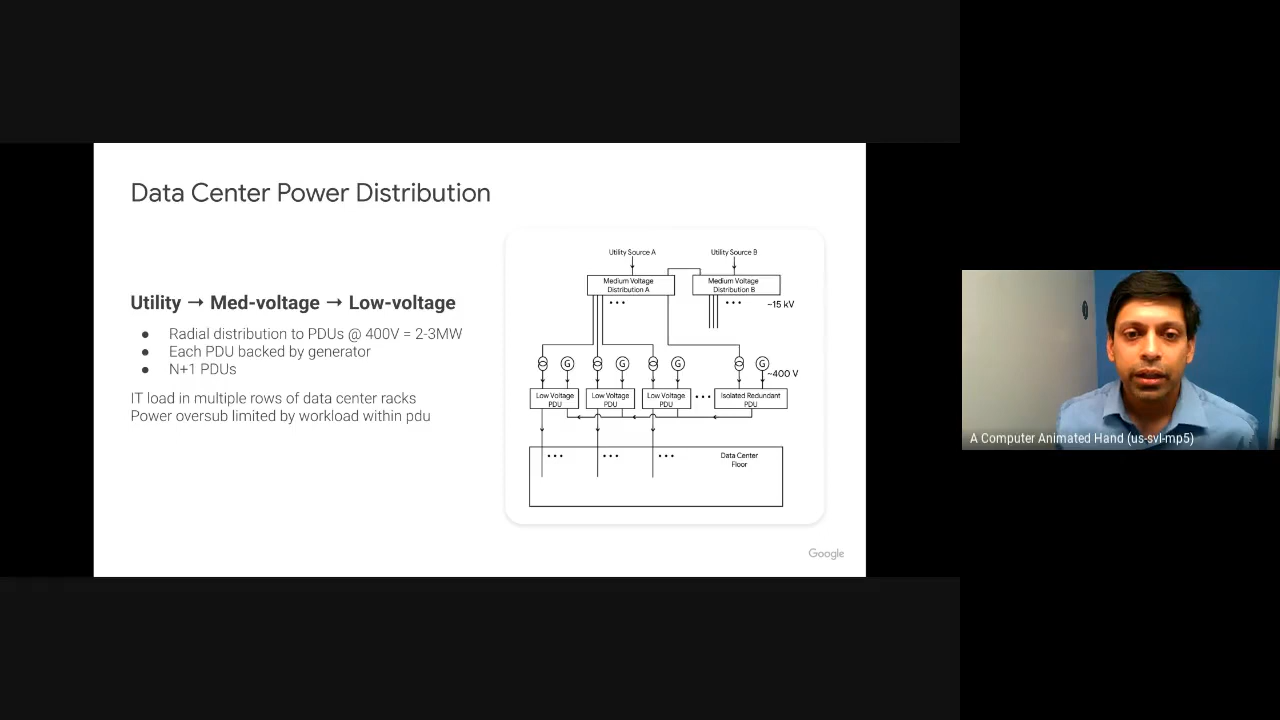 Data Center Power Distribution
Utility → Med-voltage → Low-voltage
● Radial distribution to PDUs @ 400V = 2-3MW
● Each PDU backed by generator
● N+1 PDUs
IT load in multiple rows of data center racks
Power oversub limited by workload within pdu
Utility Source A
Utility Source B
Medium Voltage
Distribution A
Medium Voltage
Distribution B
~15 kV
G
G
G
G
~400 V
Low Voltage
PDU
Low Voltage
PDU
Low Voltage
PDU
Isolated Redundant
PDU
Data Center
Floor
Google
A Computer Animated Hand (us-svl-mp5)